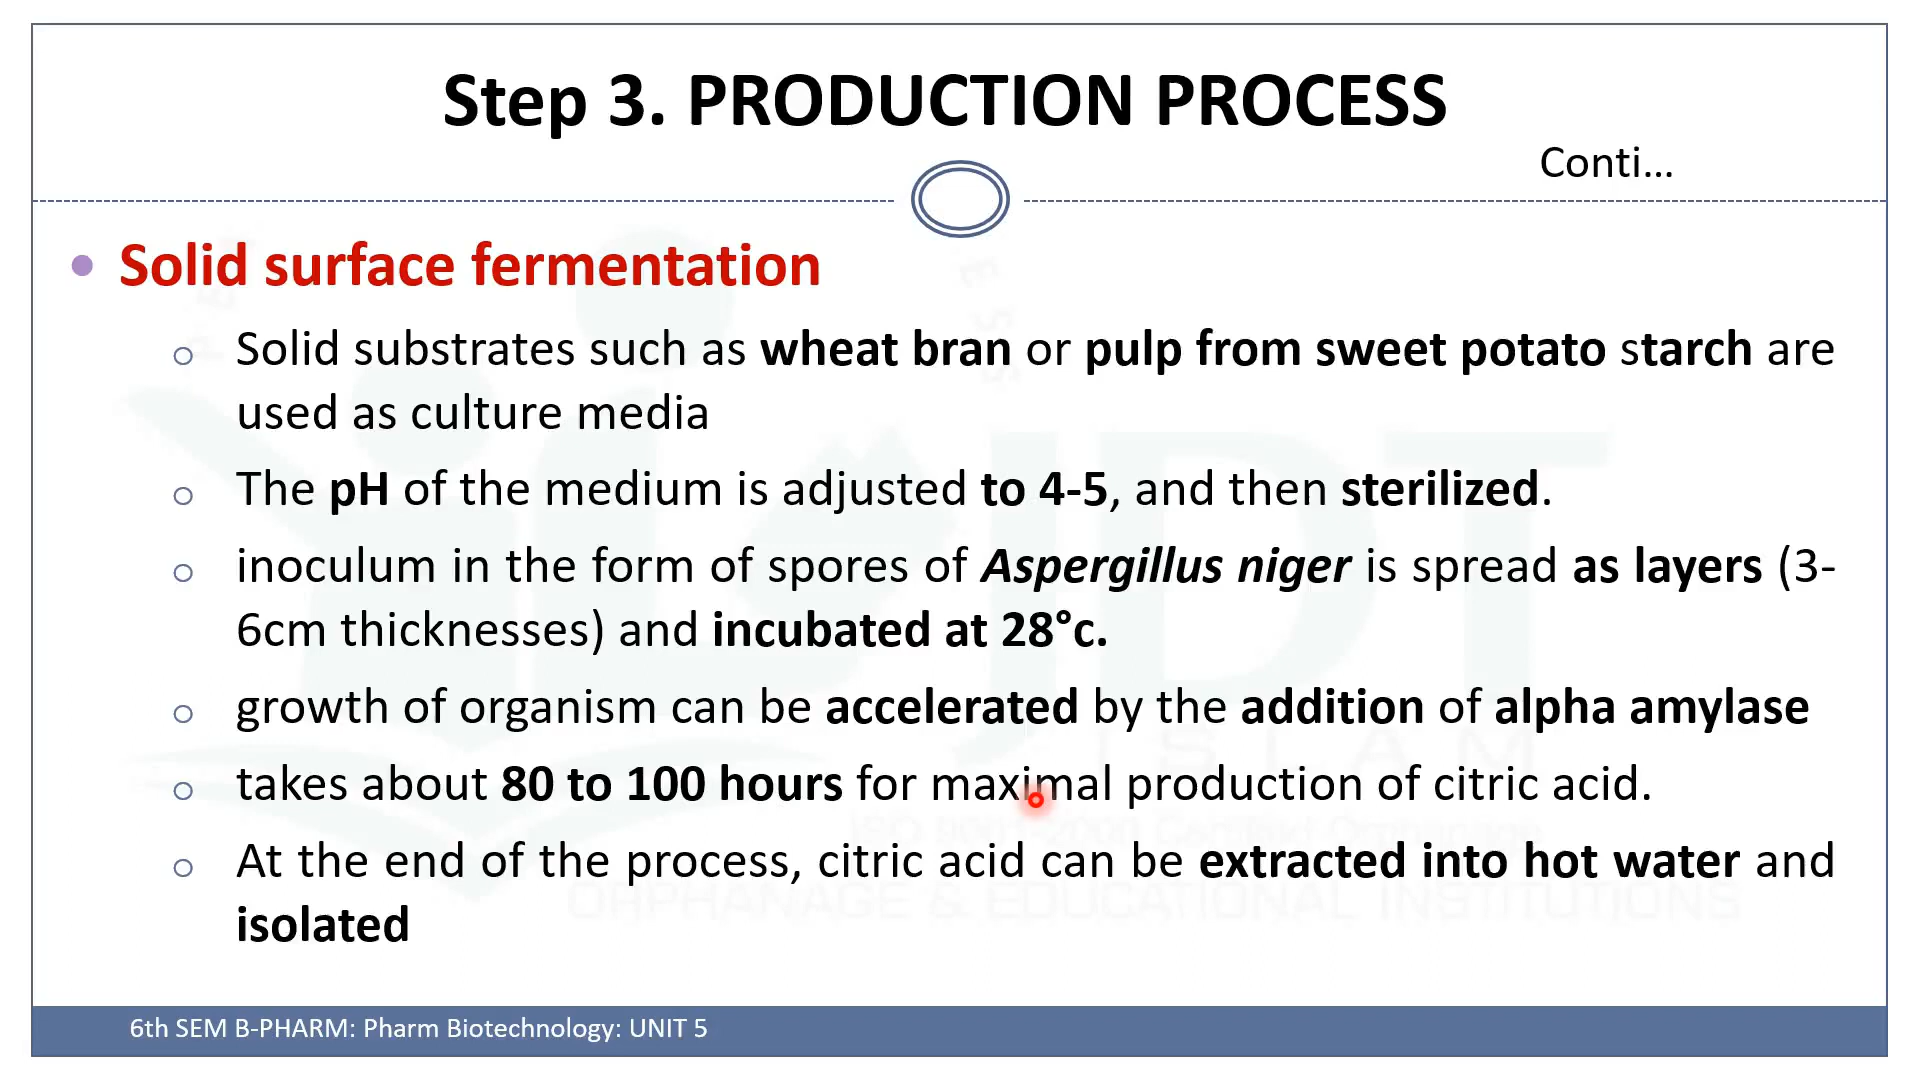 Step 3. PRODUCTION PROCESS
Conti...
Solid surface fermentation
Solid substrates such as wheat bran or pulp from sweet potato starch are
used as culture media
The pH of the medium is adjusted to 4-5, and then sterilized.
inoculum in the form of spores of Aspergillus niger is spread as layers (3-
6cm thicknesses) and incubated at 28°c.
growth of organism can be accelerated by the addition of alpha amylase
takes about 80 to 100 hours for maximal production of citric acid.
At the end of the process, citric acid can be extracted into hot water and
isolated
JDT
ISLAM
ORPHANAGE & EDUCATIONAL INSTITUTIONS
6th SEM B-PHARM: Pharm Biotechnology: UNIT 5